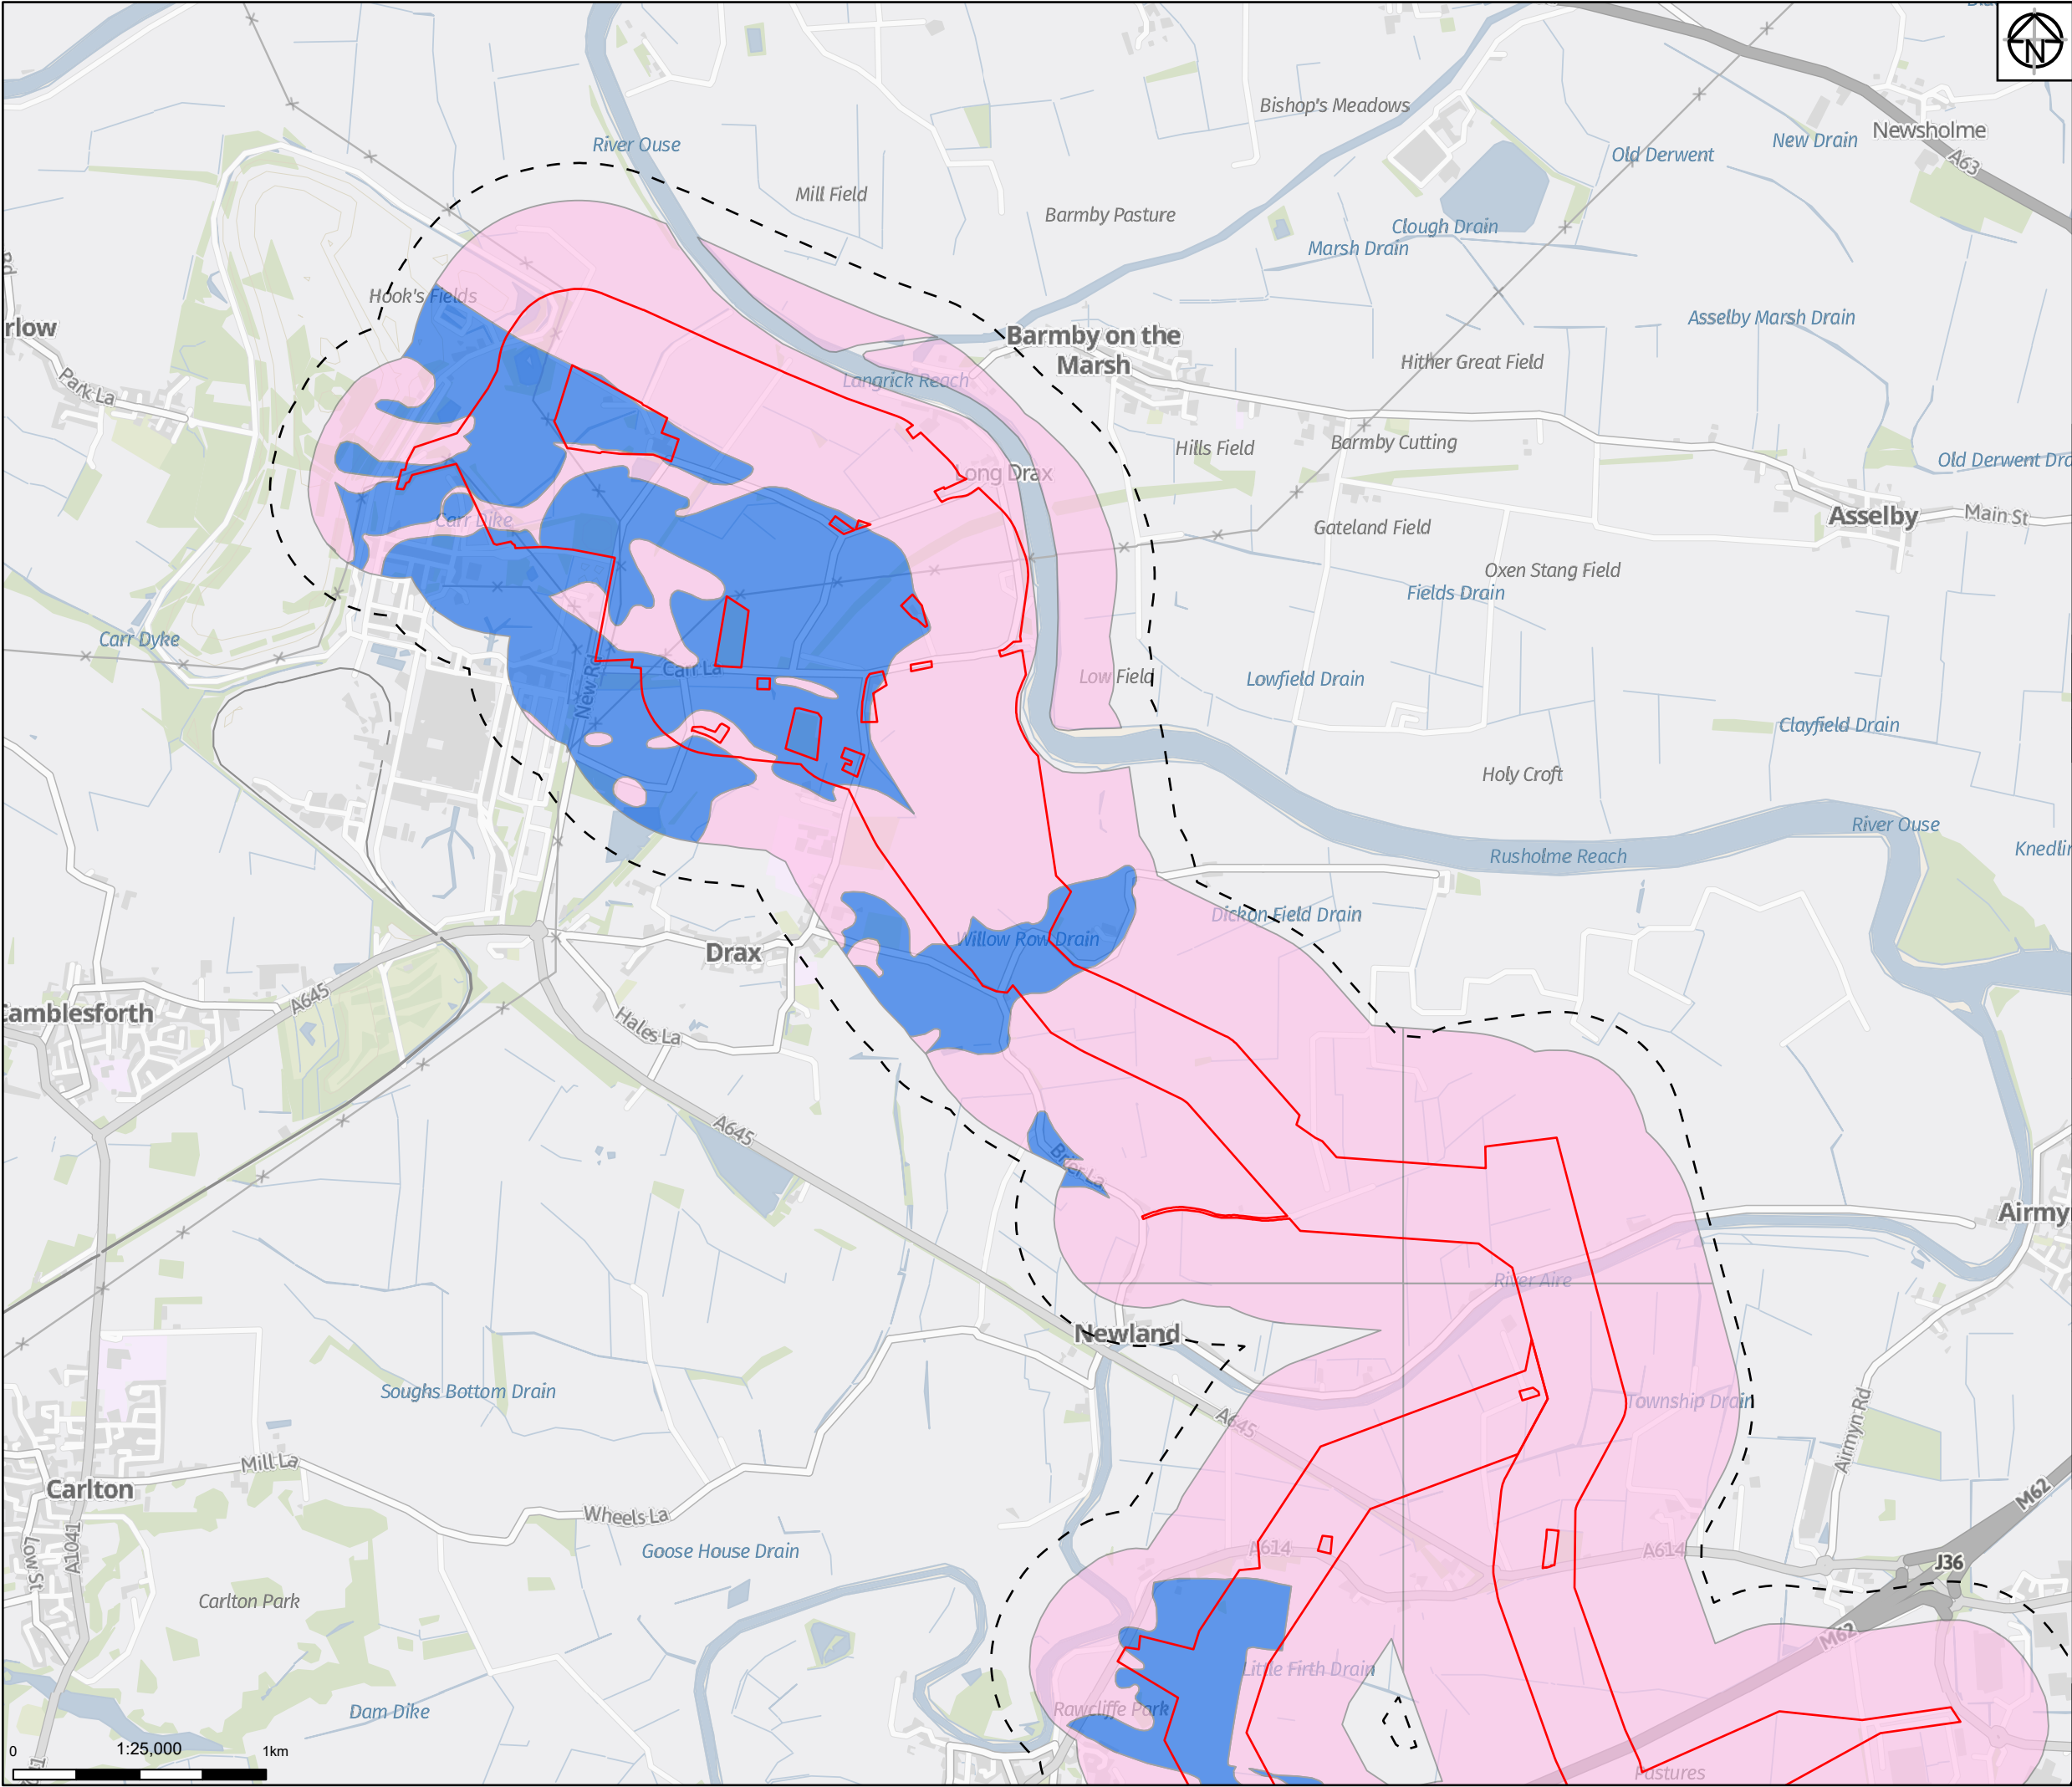 N
Bishop's Meadows
Newsholme
River Ouse
Old Derwent
New Drain
A63
Mill Field
Barmby Pasture
Clough Drain
Marsh Drain
Hook's Fields
rlow
Asselby Marsh Drain
Barmby on the
Marsh
Hither Great Field
Park La
Langrick Reach
Hills Field
Barmby Cutting
Old Derwent Dra
Long Drax
Carr Dike
Gateland Field
Asselby
Main St
Oxen Stang Field
Fields Drain
Carr Dyke
New Rd
Carr La
Low Field
Lowfield Drain
Clayfield Drain
Holy Croft
River Ouse
Rusholme Reach
Knedlin
Dickon Field Drain
Willow Row Drain
Drax
Camblesforth
A645
Hales La
A645
Brier La
Airmy
River Aire
Newland
Soughs Bottom Drain
Township Drain
A645
Airmyn Rd
Mill La
Carlton
Wheels La
M62
A1041
Low St
Goose House Drain
A614
A614
J36
Carlton Park
M62
Little Firth Drain
Rawcliffe Park
Dam Dike
0
1:25,000
1km
Pastures